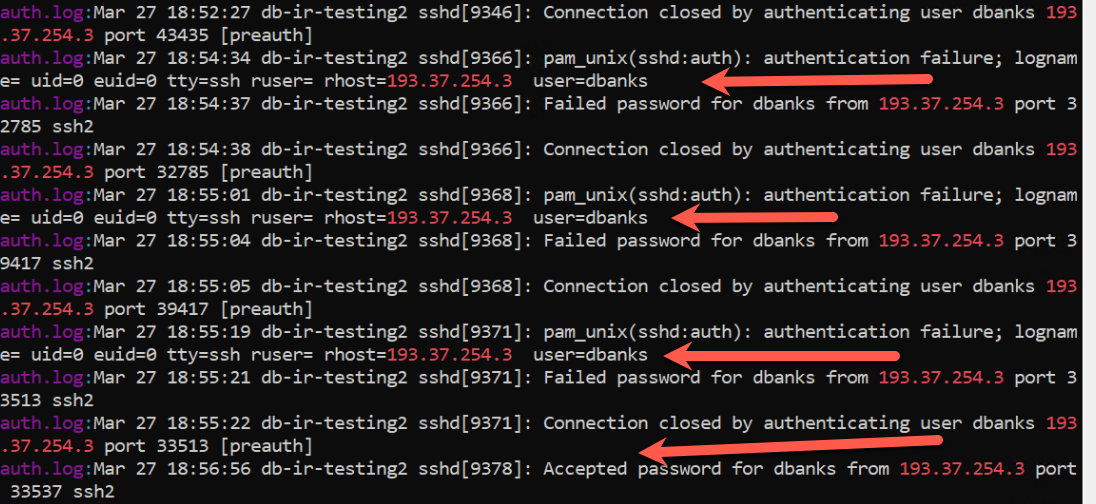 auth.log:Mar 27 18:52:27 db-ir-testing2 sshd[9346]: Connection closed by authenticating user dbanks 193
.37.254.3 port 43435 [preauth]
auth.log:Mar 27 18:54:34 db-ir-testing2 sshd[9366]: pam_unix(sshd:auth): authentication failure; lognam
e= uid=0 euid=0 tty=ssh ruser= rhost=193.37.254.3  user=dbanks
auth.log:Mar 27 18:54:37 db-ir-testing2 sshd[9366]: Failed password for dbanks from 193.37.254.3 port 3
2785 ssh2
auth.log:Mar 27 18:54:38 db-ir-testing2 sshd[9366]: Connection closed by authenticating user dbanks 193
.37.254.3 port 32785 [preauth]
auth.log:Mar 27 18:55:01 db-ir-testing2 sshd[9368]: pam_unix(sshd:auth): authentication failure; lognam
e= uid=0 euid=0 tty=ssh ruser= rhost=193.37.254.3  user=dbanks
auth.log:Mar 27 18:55:04 db-ir-testing2 sshd[9368]: Failed password for dbanks from 193.37.254.3 port 3
9417 ssh2
auth.log:Mar 27 18:55:05 db-ir-testing2 sshd[9368]: Connection closed by authenticating user dbanks 193
.37.254.3 port 39417 [preauth]
auth.log:Mar 27 18:55:19 db-ir-testing2 sshd[9371]: pam_unix(sshd:auth): authentication failure; lognam
e= uid=0 euid=0 tty=ssh ruser= rhost=193.37.254.3  user=dbanks
auth.log:Mar 27 18:55:21 db-ir-testing2 sshd[9371]: Failed password for dbanks from 193.37.254.3 port 3
3513 ssh2
auth.log:Mar 27 18:55:22 db-ir-testing2 sshd[9371]: Connection closed by authenticating user dbanks 193
.37.254.3 port 33513 [preauth]
auth.log:Mar 27 18:56:56 db-ir-testing2 sshd[9378]: Accepted password for dbanks from 193.37.254.3 port
 33537 ssh2